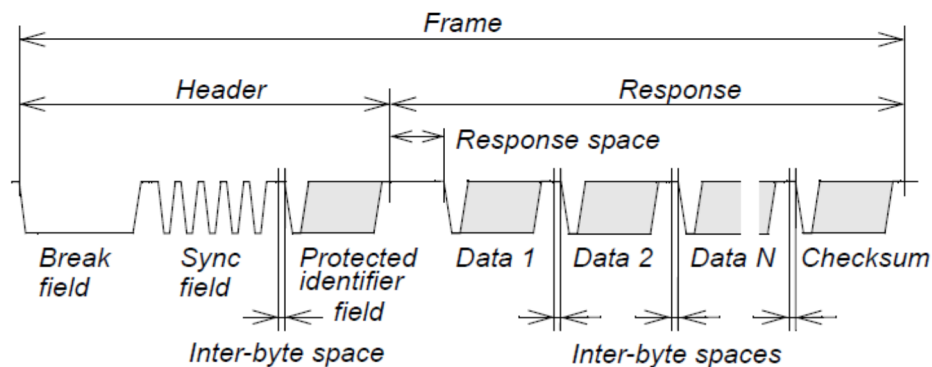 Frame
Header
Response
Response space
Break
field
Sync
field
Protected
identifier
field
Data 1
Data 2
Data N
Checksum
Inter-byte space
Inter-byte spaces